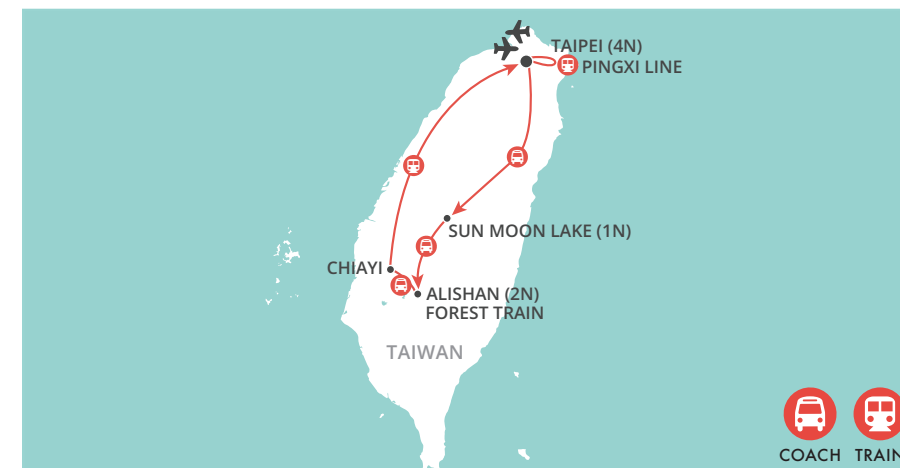 TAIPEI (4N)
PINGXI LINE
SUN MOON LAKE (1N)
CHIAYI
ALISHAN (2N)
FOREST TRAIN
TAIWAN
COACH TRAIN